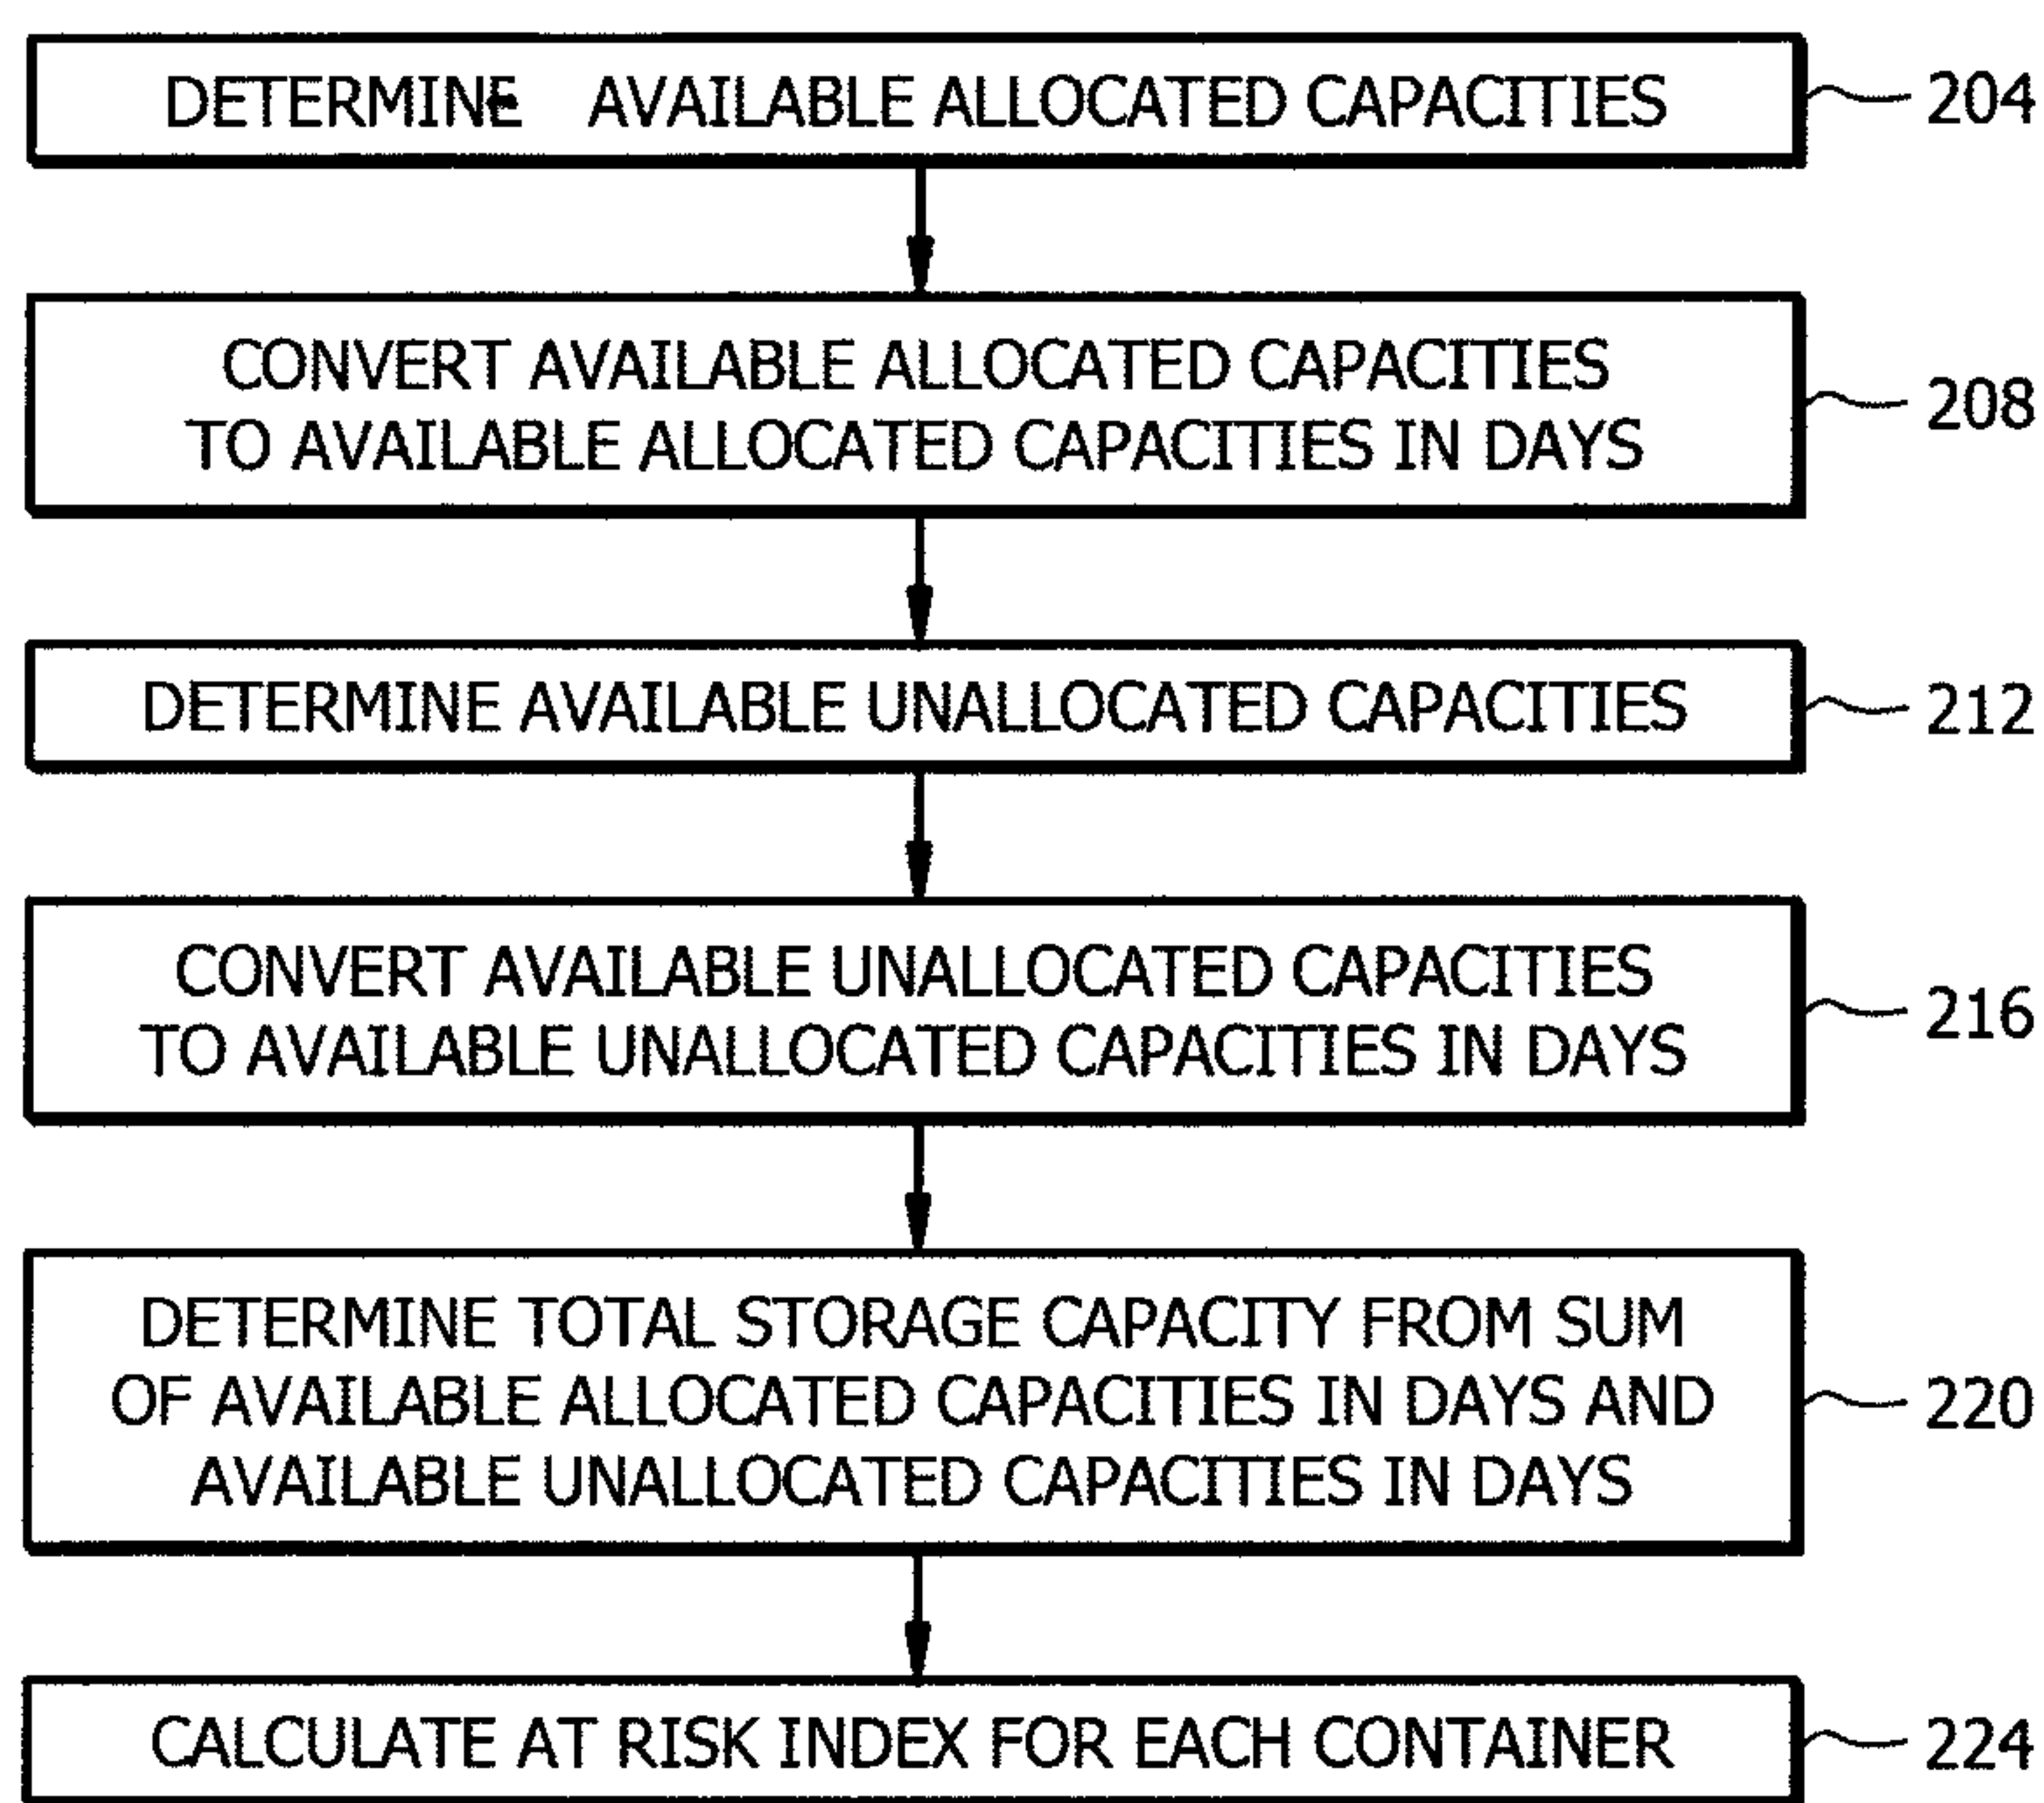 DETERMINE AVAILABLE ALLOCATED CAPACITIES
204
CONVERT AVAILABLE ALLOCATED CAPACITIES
TO AVAILABLE ALLOCATED CAPACITIES IN DAYS
208
DETERMINE AVAILABLE UNALLOCATED CAPACITIES
212
CONVERT AVAILABLE UNALLOCATED CAPACITIES
TO AVAILABLE UNALLOCATED CAPACITIES IN DAYS
216
DETERMINE TOTAL STORAGE CAPACITY FROM SUM
OF AVAILABLE ALLOCATED CAPACITIES IN DAYS AND
AVAILABLE UNALLOCATED CAPACITIES IN DAYS
220
CALCULATE AT RISK INDEX FOR EACH CONTAINER
224